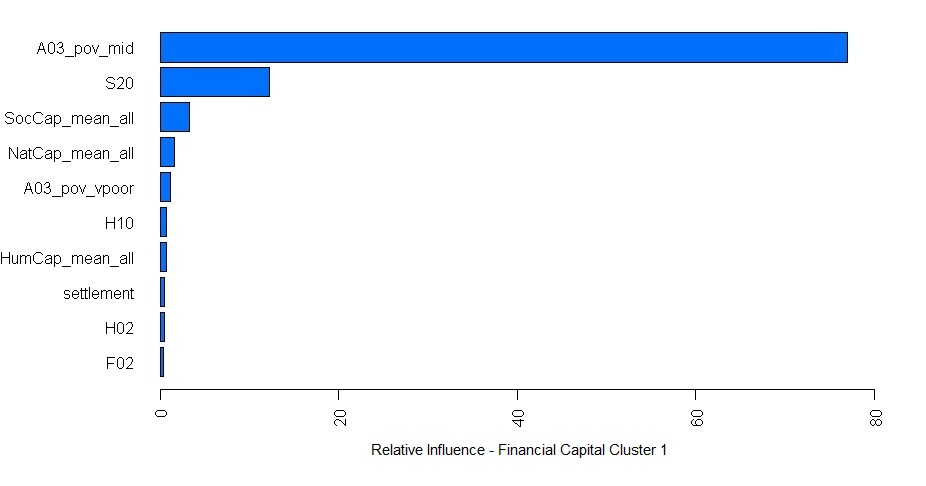 A03_pov_mid
S20
SocCap_mean_all
NatCap_mean_all
A03_pov_vpoor
H10
HumCap_mean_all
settlement
H02
F02
0 20 40 60 80
Relative Influence - Financial Capital Cluster 1